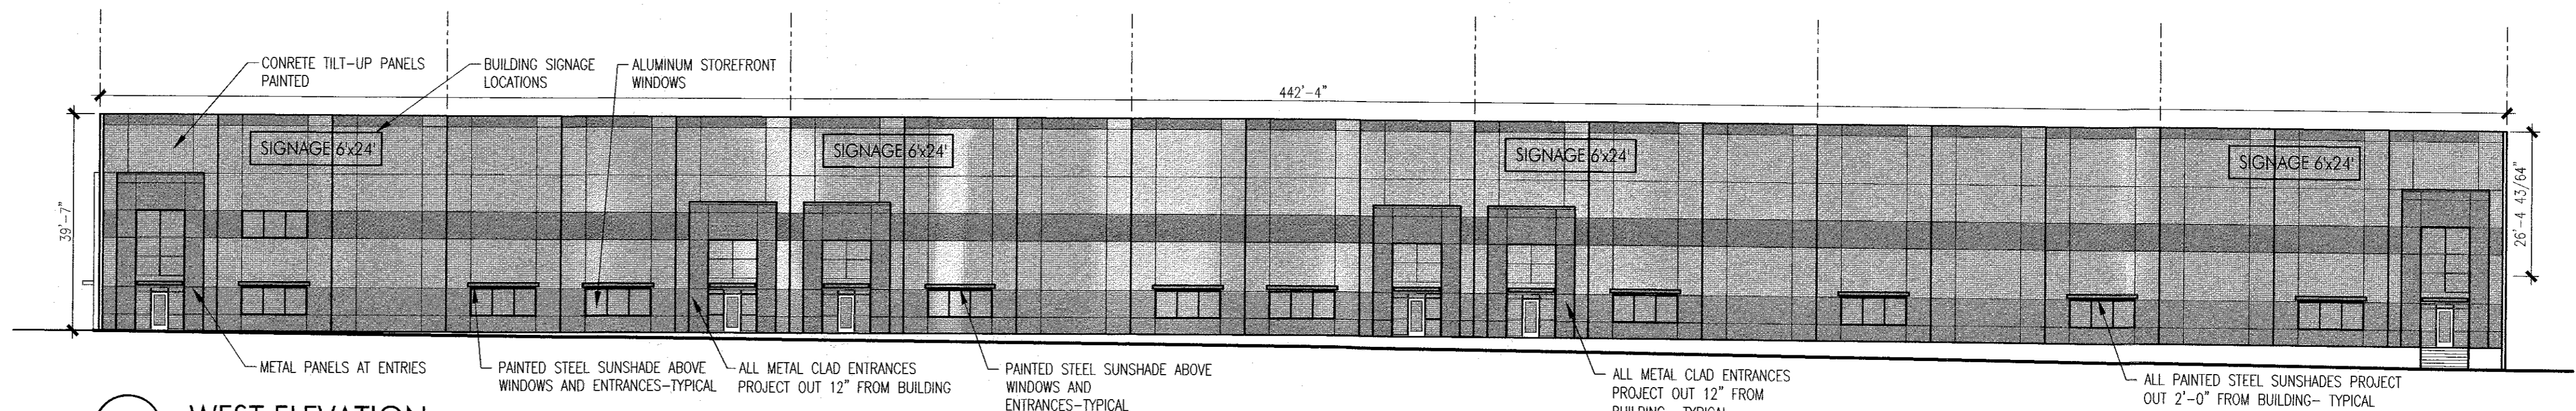 CONRETE TILT-UP PANELS
PAINTED
BUILDING SIGNAGE
LOCATIONS
ALUMINUM STOREFRONT
WINDOWS
442'-4"
SIGNAGE 6'x24'
SIGNAGE 6'x24'
SIGNAGE 6'x24'
SIGNAGE 6'x24'
39'-7"
26'-4 43/64"
METAL PANELS AT ENTRIES
PAINTED STEEL SUNSHADE ABOVE
WINDOWS AND ENTRANCES-TYPICAL
ALL METAL CLAD ENTRANCES
PROJECT OUT 12" FROM BUILDING
PAINTED STEEL SUNSHADE ABOVE
WINDOWS AND
ENTRANCES-TYPICAL
ALL METAL CLAD ENTRANCES
PROJECT OUT 12" FROM
BUILDING- TYPICAL
ALL PAINTED STEEL SUNSHADES PROJECT
OUT 2'-0" FROM BUILDING- TYPICAL
WEST ELEVATION